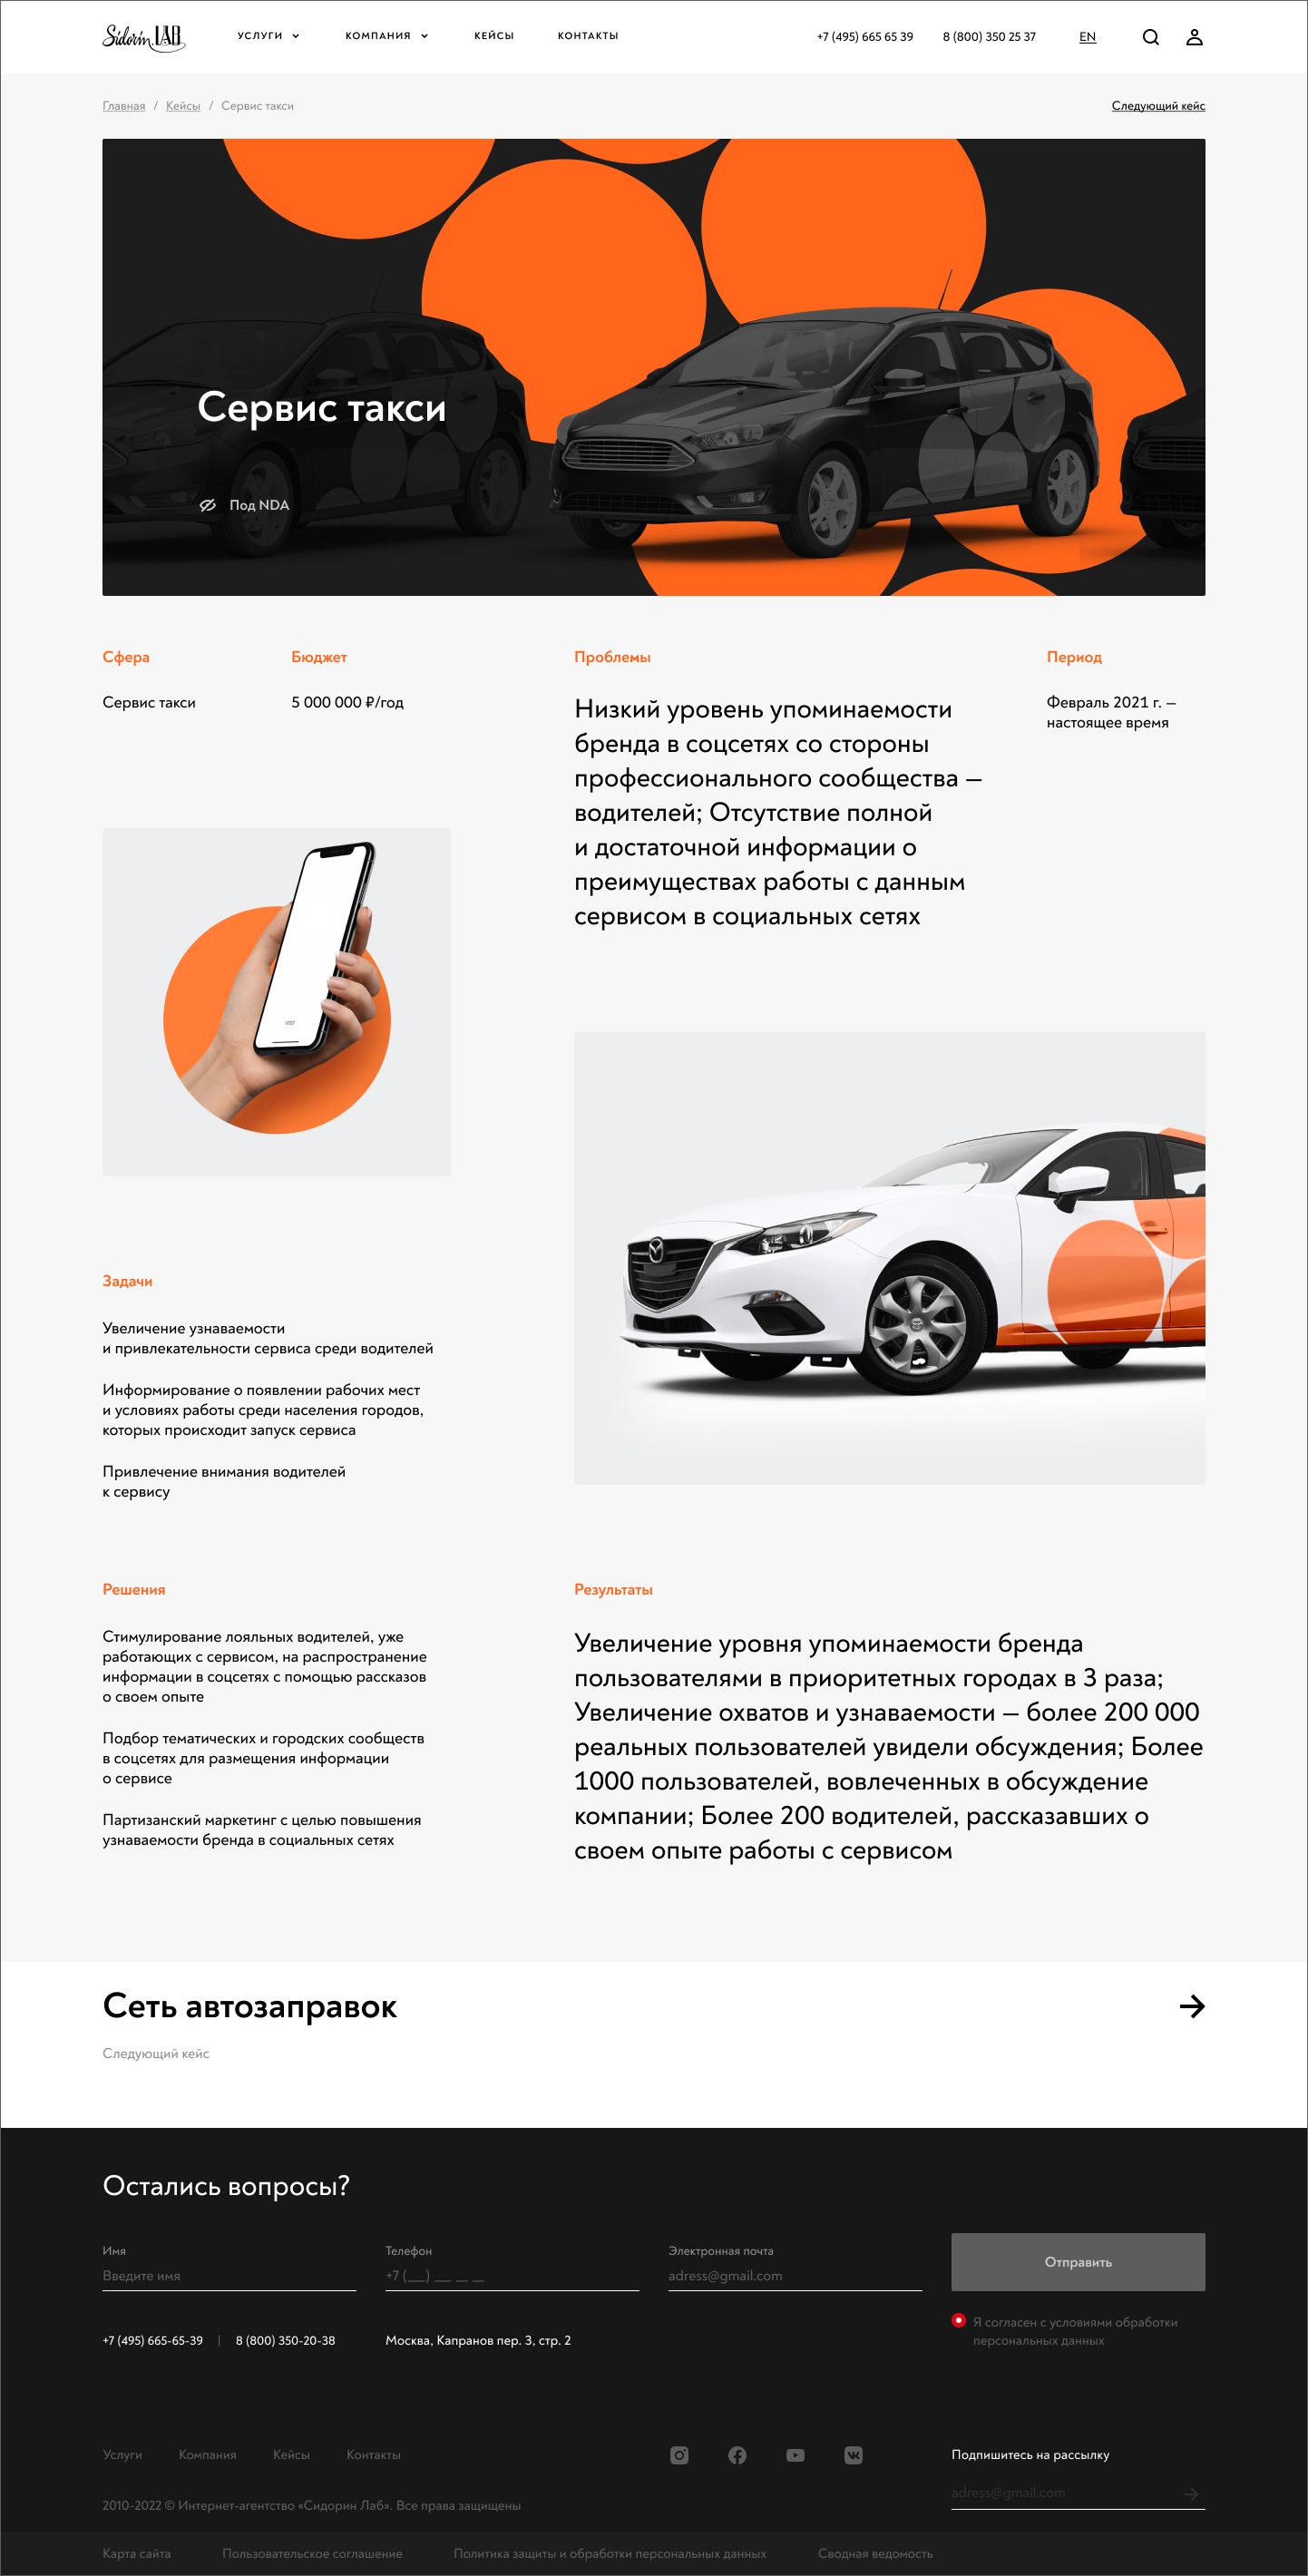 Sidorin LAB
УСЛУГИ
КОМПАНИЯ
КЕЙСЫ
КОНТАКТЫ
+7 (495) 665 65 39
8 (800) 350 25 37
EN
Главная / Кейсы / Сервис такси
Следующий кейс
Сервис такси
Под NDA
Сфера
Сервис такси
Бюджет
5 000 000 ₽/год
Проблемы
Низкий уровень упоминаемости
бренда в соцсетях со стороны
профессионального сообщества —
водителей; Отсутствие полной
и достаточной информации о
преимуществах работы с данным
сервисом в социальных сетях
Период
Февраль 2021 г. —
настоящее время
Задачи
Увеличение узнаваемости
и привлекательности сервиса среди водителей
Информирование о появлении рабочих мест
и условиях работы среди населения городов,
которых происходит запуск сервиса
Привлечение внимания водителей
к сервису
Решения
Стимулирование лояльных водителей, уже
работающих с сервисом, на распространение
информации в соцсетях с помощью рассказов
о своем опыте
Подбор тематических и городских сообществ
в соцсетях для размещения информации
о сервисе
Партизанский маркетинг с целью повышения
узнаваемости бренда в социальных сетях
Результаты
Увеличение уровня упоминаемости бренда
пользователями в приоритетных городах в 3 раза;
Увеличение охватов и узнаваемости — более 200 000
реальных пользователей увидели обсуждения; Более
1000 пользователей, вовлеченных в обсуждение
компании; Более 200 водителей, рассказавших о
своем опыте работы с сервисом
Сеть автозаправок
Следующий кейс
Остались вопросы?
Имя
Введите имя
Телефон
+7 (__) __ _ _
Электронная почта
adress@gmail.com
Отправить
Я согласен с условиями обработки
персональных данных
+7 (495) 665-65-39 | 8 (800) 350-20-38
Москва, Капранов пер. 3, стр. 2
Услуги
Компания
Кейсы
Контакты
Подпишитесь на рассылку
adress@gmail.com
2010-2022 © Интернет-агентство «Сидорин Лаб». Все права защищены
Карта сайта
Пользовательское соглашение
Политика защиты и обработки персональных данных
Сводная ведомость